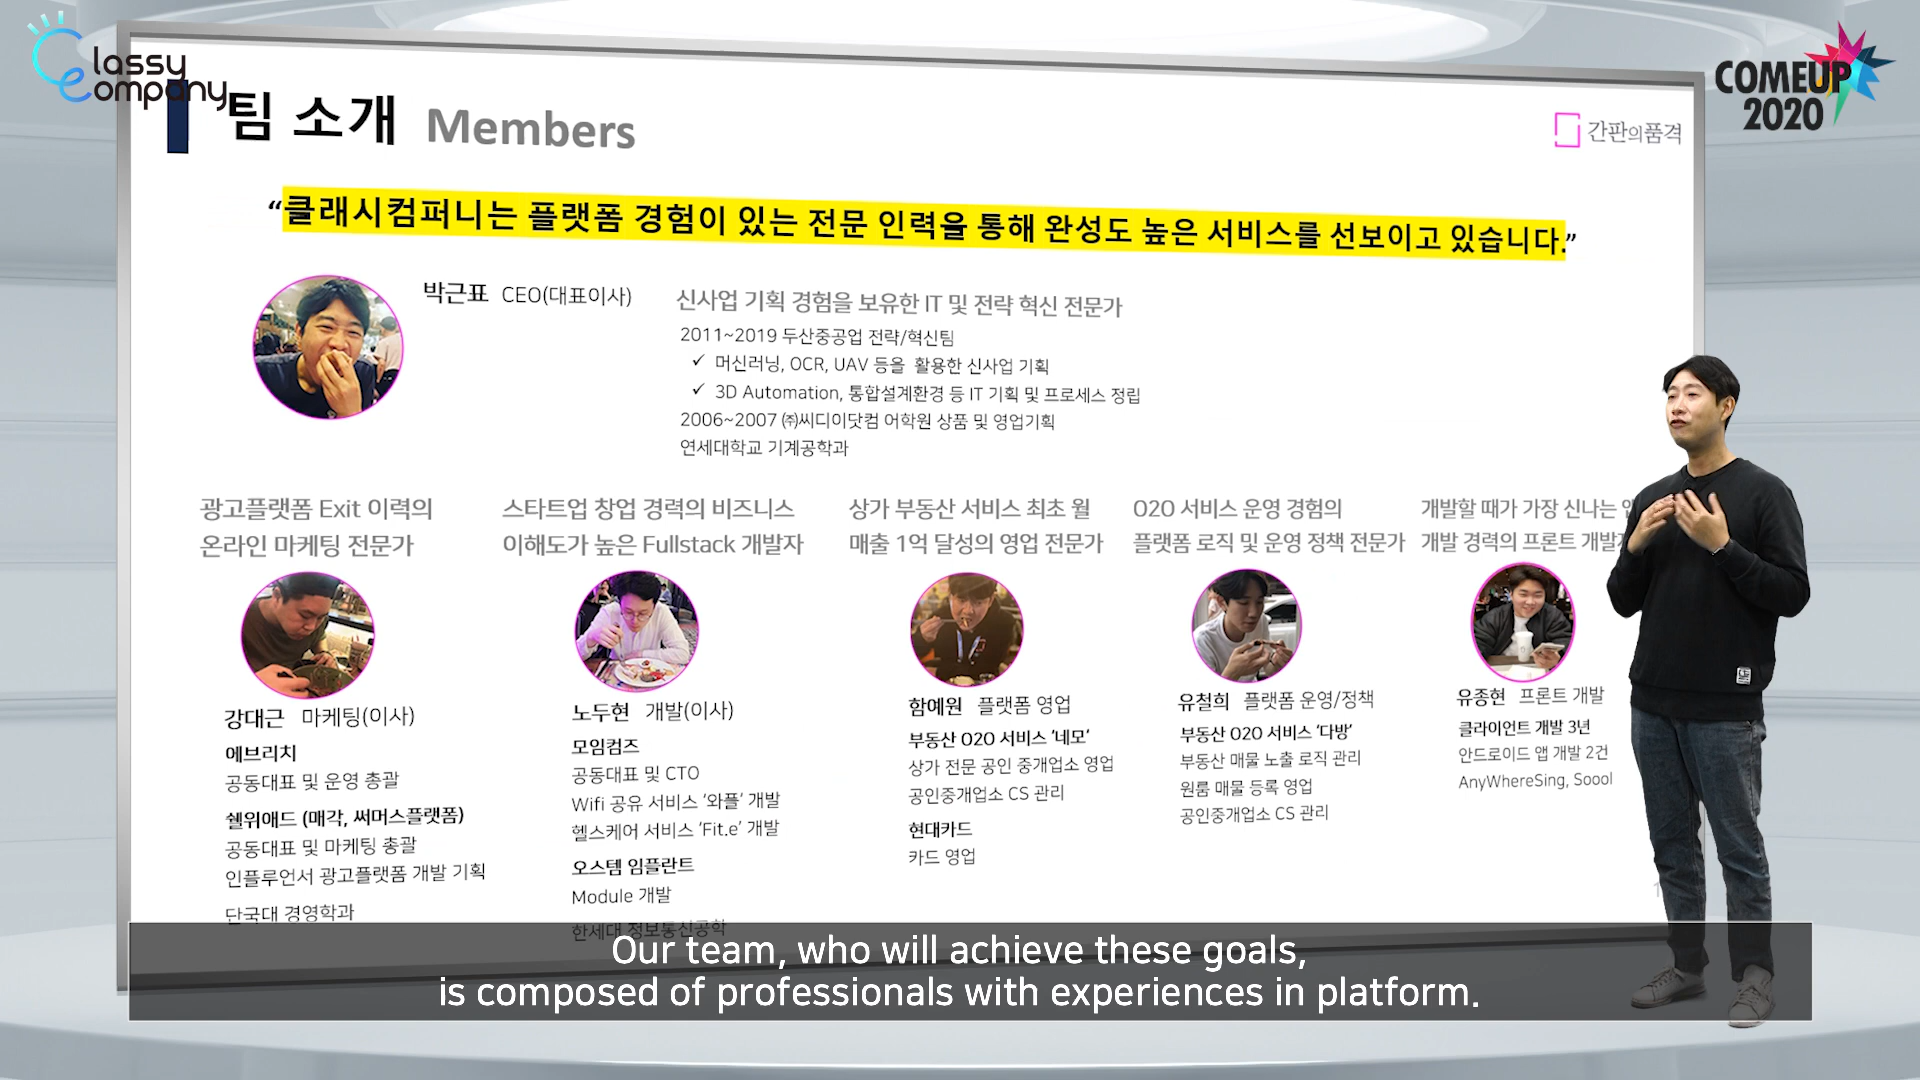 Classy
Company
COMEUP
2020
팀 소개 Members
간판의품격
“클래시컴퍼니는 플랫폼 경험이 있는 전문 인력을 통해 완성도 높은 서비스를 선보이고 있습니다.”
박근표 CEO(대표이사)
신사업 기획 경험을 보유한 IT 및 전략 혁신 전문가
2011~2019 두산중공업 전략/혁신팀
✓ 머신러닝, OCR, UAV 등을 활용한 신사업 기획
✓ 3D Automation, 통합설계환경 등 IT 기획 및 프로세스 정립
2006~2007 ㈜씨디이닷컴 어학원 상품 및 영업기획
연세대학교 기계공학과
광고플랫폼 Exit 이력의
온라인 마케팅 전문가
강대근 마케팅(이사)
에브리치
공동대표 및 운영 총괄
쉘위애드 (매각, 써머스플랫폼)
공동대표 및 마케팅 총괄
인플루언서 광고플랫폼 개발 기획
단국대 경영학과
스타트업 창업 경력의 비즈니스
이해도가 높은 Fullstack 개발자
노두현 개발(이사)
모임컴즈
공동대표 및 CTO
Wifi 공유 서비스 ‘와플’ 개발
헬스케어 서비스 ‘Fit.e’ 개발
오스템 임플란트
Module 개발
한세대 정보통신공학
상가 부동산 서비스 최초 월
매출 1억 달성의 영업 전문가
함예원 플랫폼 영업
부동산 O2O 서비스 ‘네모’
상가 전문 공인 중개업소 영업
공인중개업소 CS 관리
현대카드
카드 영업
O2O 서비스 운영 경험의
플랫폼 로직 및 운영 정책 전문가
유철희 플랫폼 운영/정책
부동산 O2O 서비스 ‘다방’
부동산 매물 노출 로직 관리
원룸 매물 등록 영업
공인중개업소 CS 관리
개발할 때가 가장 신나는
개발 경력의 프론트
유종현 프론트 개발
클라이언트 개발 3년
안드로이드 앱 개발 2건
AnyWhereSing, Soool
Our team, who will achieve these goals,
is composed of professionals with experiences in platform.